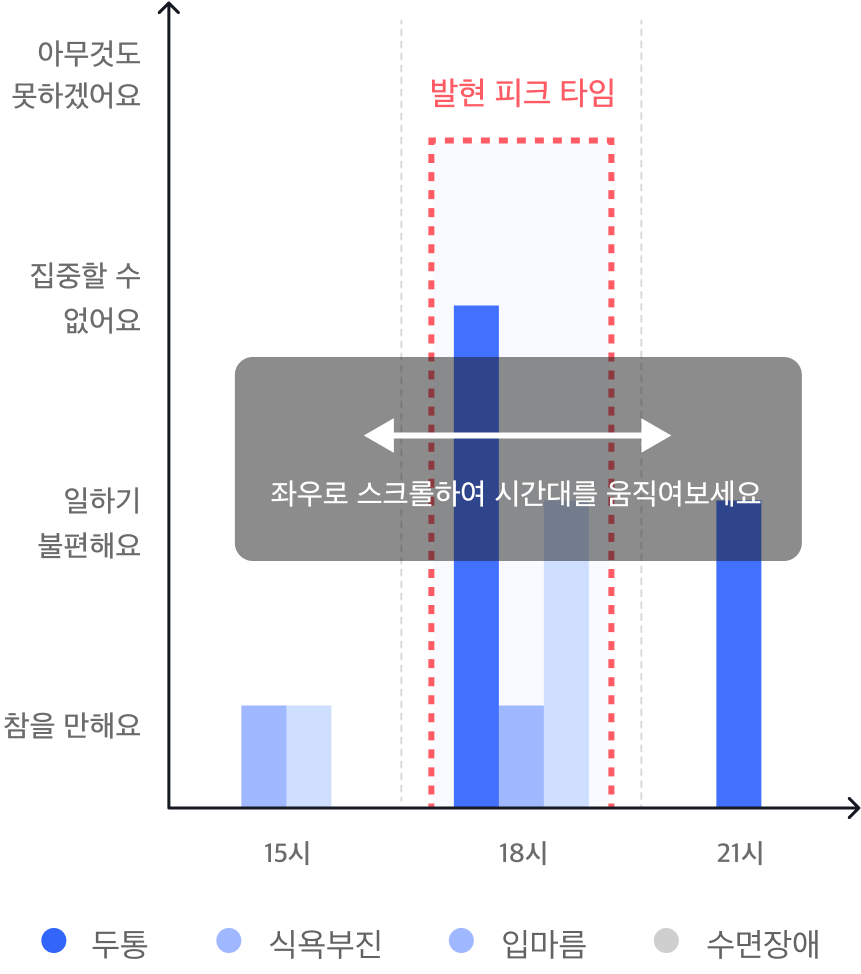 아무것도
못하겠어요
발현 피크 타임
집중할 수
없어요
좌우로 스크롤하여 시간대를 움직여보세요
일하기
불편해요
참을 만해요
15시 18시 21시
두통 식욕부진 입마름 수면장애